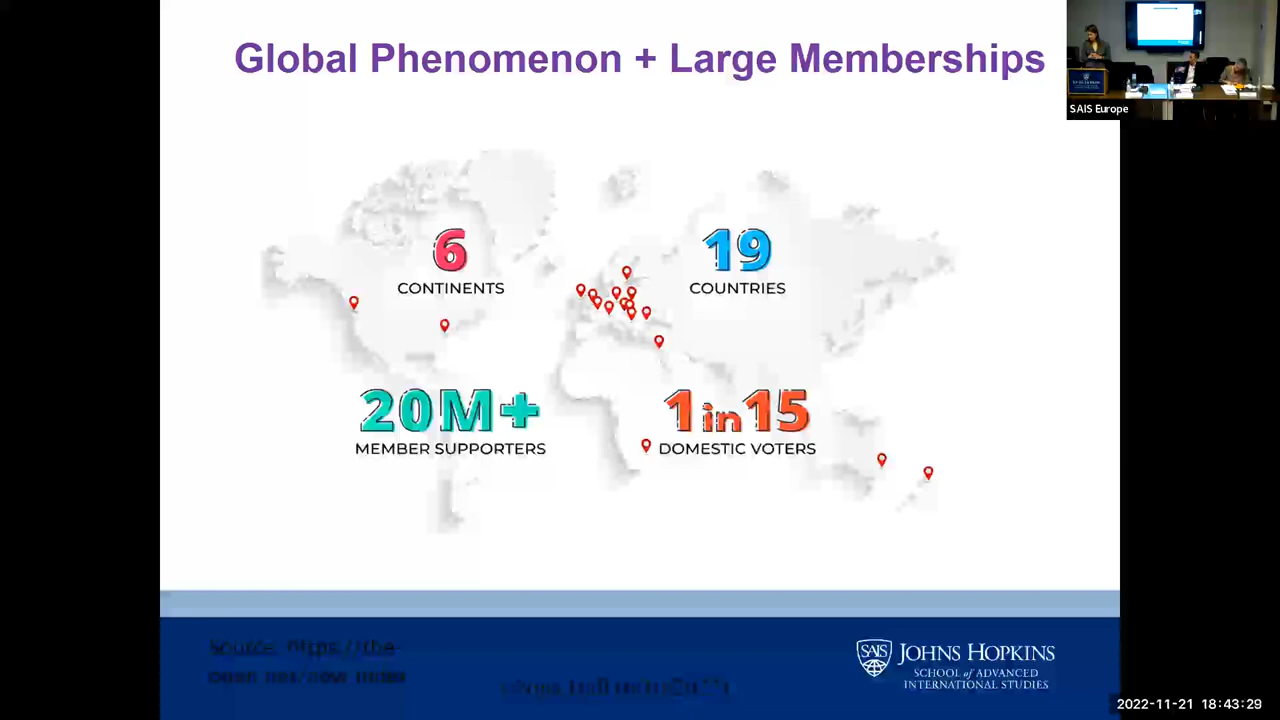 Global Phenomenon + Large Memberships
SAIS Europe
6
CONTINENTS
19
COUNTRIES
20M+
MEMBER SUPPORTERS
1 in 15
DOMESTIC VOTERS
Source: https://the-
SAIS
JOHNS HOPKINS
SCHOOL of ADVANCED
INTERNATIONAL STUDIES
2022-11-21 18:43:29